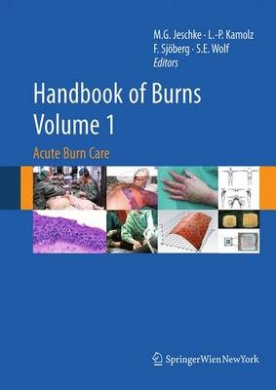 M.G. Jeschke · L.-P. Kamolz
F. Sjöberg · S.E. Wolf
Editors
Handbook of Burns
Volume 1
Acute Burn Care
SpringerWienNewYork